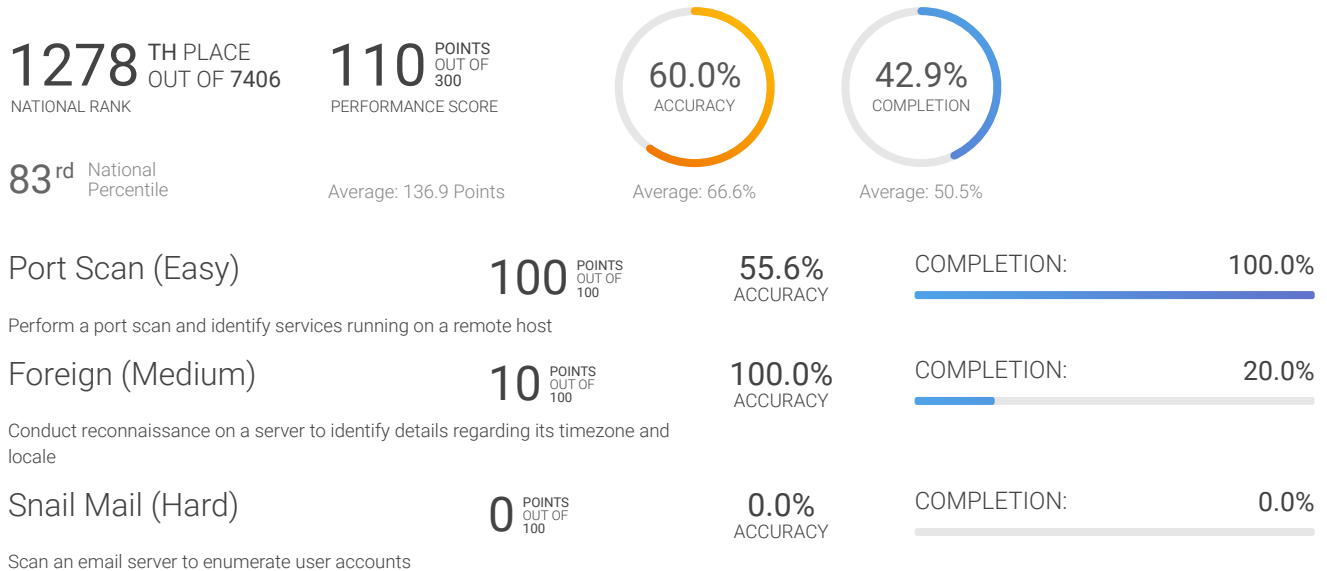 1278 TH PLACE
OUT OF 7406
NATIONAL RANK
83rd National
Percentile
110 POINTS
OUT OF
300
PERFORMANCE SCORE
Average: 136.9 Points
60.0%
ACCURACY
Average: 66.6%
42.9%
COMPLETION
Average: 50.5%
Port Scan (Easy)
100 POINTS
OUT OF
100
55.6%
ACCURACY
COMPLETION: 100.0%
Perform a port scan and identify services running on a remote host
Foreign (Medium)
10 POINTS
OUT OF
100
100.0%
ACCURACY
COMPLETION: 20.0%
Conduct reconnaissance on a server to identify details regarding its timezone and
locale
Snail Mail (Hard)
0 POINTS
OUT OF
100
0.0%
ACCURACY
COMPLETION: 0.0%
Scan an email server to enumerate user accounts